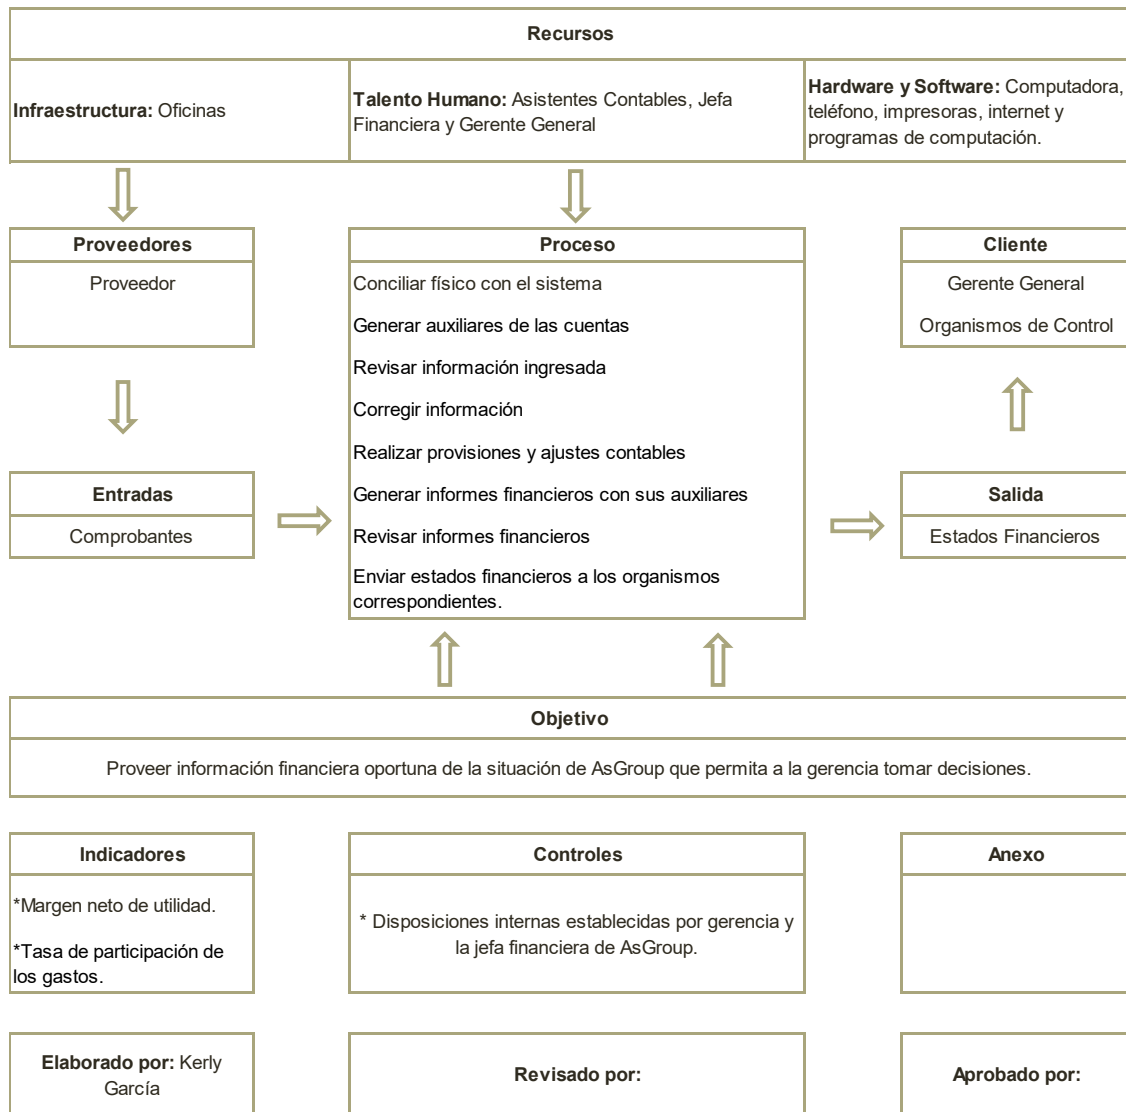 Recursos
Infraestructura: Oficinas
Talento Humano: Asistentes Contables, Jefa
Financiera y Gerente General
Hardware y Software: Computadora,
teléfono, impresoras, internet y
programas de computación.
Proveedores
Proveedor
Proceso
Conciliar físico con el sistema
Generar auxiliares de las cuentas
Revisar información ingresada
Corregir información
Realizar provisiones y ajustes contables
Generar informes financieros con sus auxiliares
Revisar informes financieros
Enviar estados financieros a los organismos
correspondientes.
Cliente
Gerente General
Organismos de Control
Entradas
Comprobantes
Salida
Estados Financieros
Objetivo
Proveer información financiera oportuna de la situación de AsGroup que permita a la gerencia tomar decisiones.
Indicadores
*Margen neto de utilidad.
*Tasa de participación de
los gastos.
Controles
* Disposiciones internas establecidas por gerencia y
la jefa financiera de AsGroup.
Anexo
Elaborado por: Kerly
García
Revisado por:
Aprobado por: